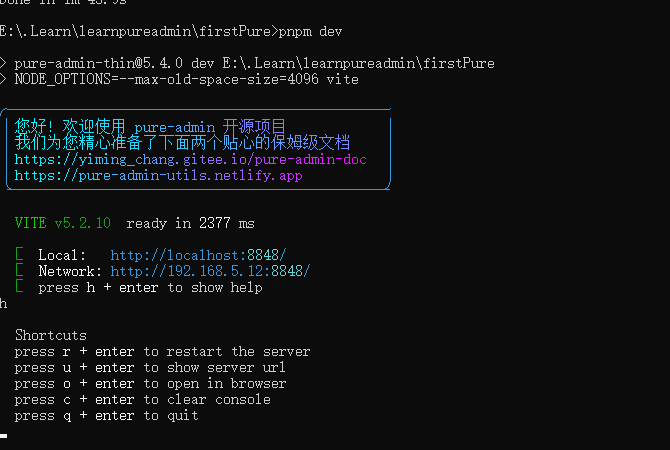 Done in 1m 48.9s
E:\.Learn\learnpureadmin\firstPure>pnpm dev
> pure-admin-thin@5.4.0 dev E:\.Learn\learnpureadmin\firstPure
> NODE_OPTIONS=--max-old-space-size=4096 vite
您好! 欢迎使用 pure-admin 开源项目
我们为您精心准备了下面两个贴心的保姆级文档
https://yiming_chang.gitee.io/pure-admin-doc
https://pure-admin-utils.netlify.app
VITE v5.2.10 ready in 2377 ms
Local: http://localhost:8848/
Network: http://192.168.5.12:8848/
press h + enter to show help
h
Shortcuts
press r + enter to restart the server
press u + enter to show server url
press o + enter to open in browser
press c + enter to clear console
press q + enter to quit